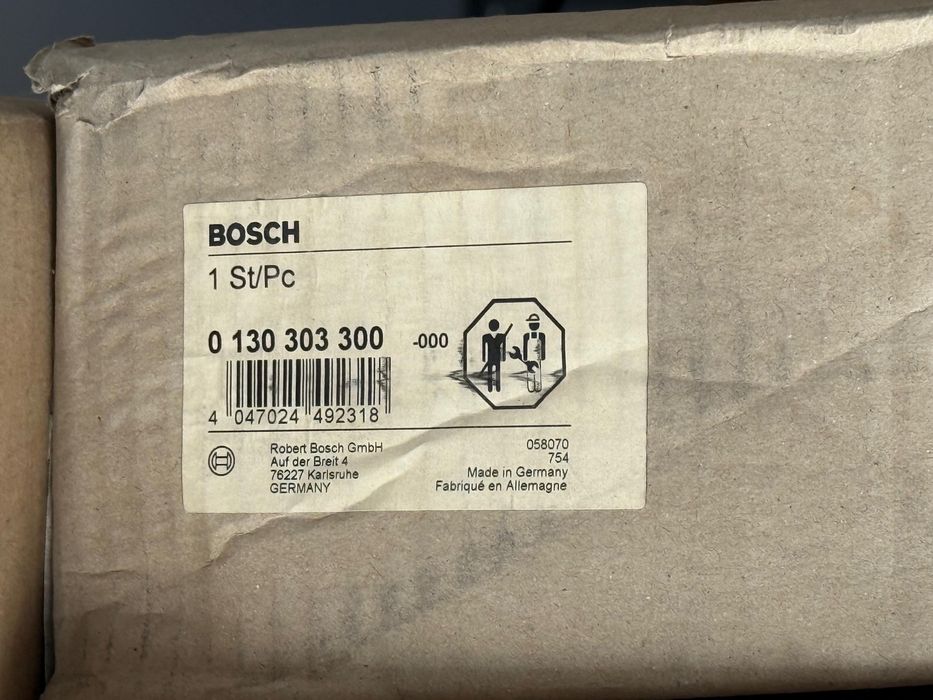 BOSCH
1 St/Pc
0 130 303 300 -000
4 047024 492318
Robert Bosch GmbH
Auf der Breit 4
76227 Karlsruhe
GERMANY
058070
754
Made in Germany
Fabriqué en Allemagne